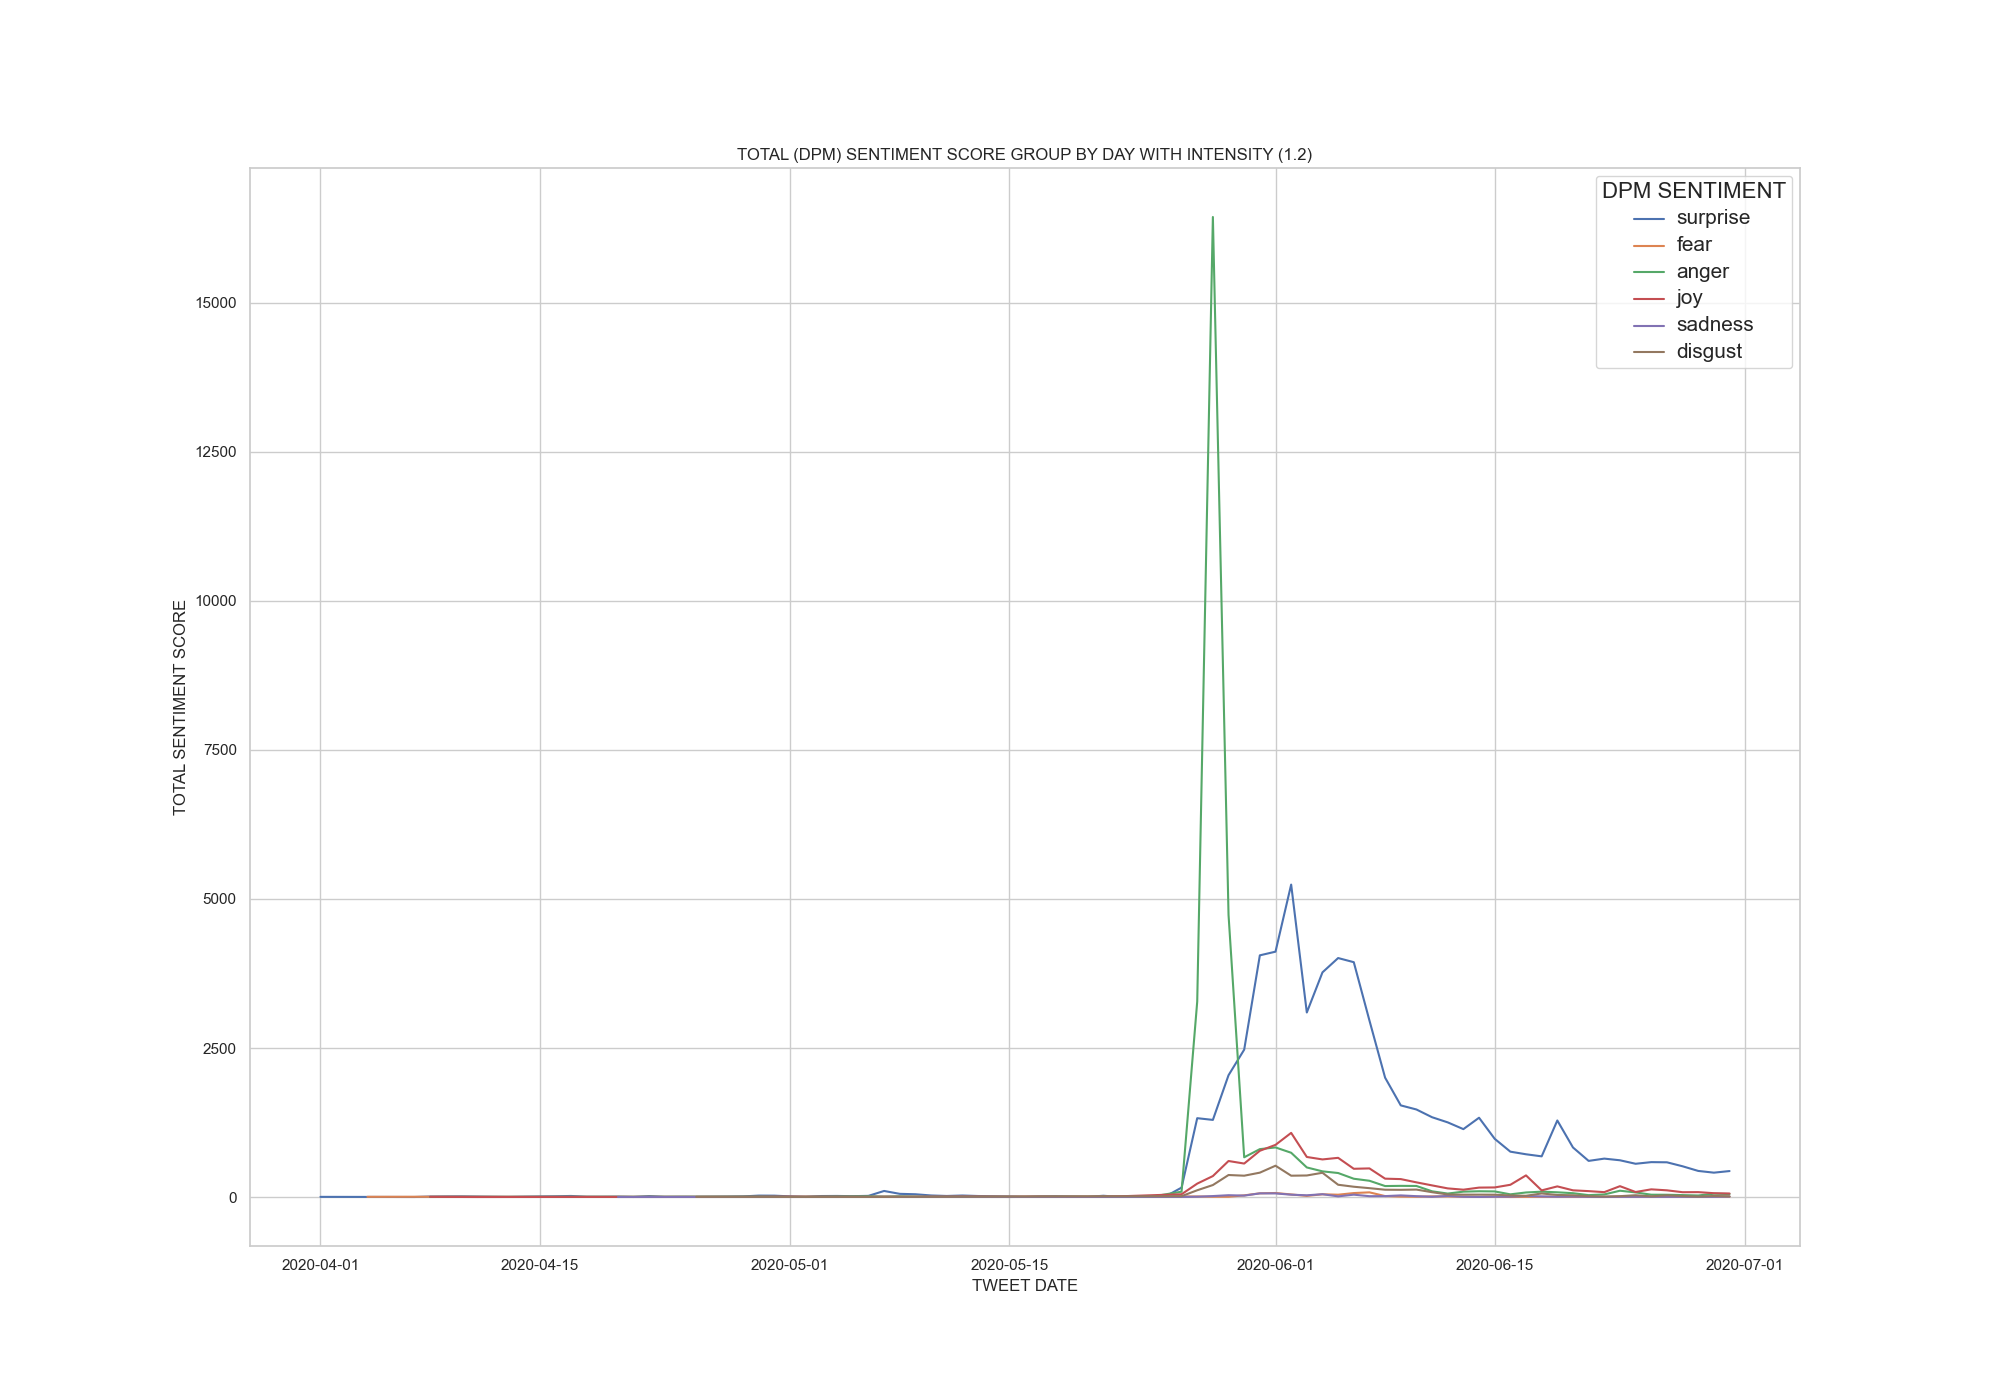 TOTAL (DPM) SENTIMENT SCORE GROUP BY DAY WITH INTENSITY (1.2)
DPM SENTIMENT
surprise
fear
anger
joy
sadness
disgust
TOTAL SENTIMENT SCORE
15000
12500
10000
7500
5000
2500
0
2020-04-01 2020-04-15 2020-05-01 2020-05-15 2020-06-01 2020-06-15 2020-07-01
TWEET DATE